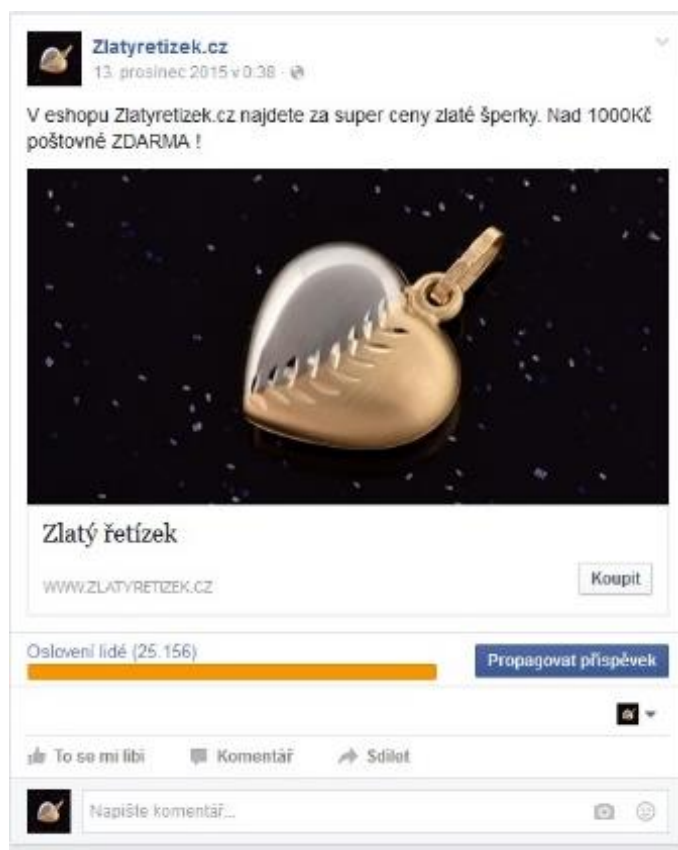 Zlatyretizek.cz
13. prosinec 2015 v 0:38 ·
V eshopu Zlatyretizek.cz najdete za super ceny zlaté šperky. Nad 1000Kč
poštovné ZDARMA !
Zlatý řetízek
WWW.ZLATYRETIZEK.CZ
Koupit
Oslovení lidé (25.156)
Propagovat příspěvek
To se mi líbí
Komentář
Sdílet
Napište komentář...